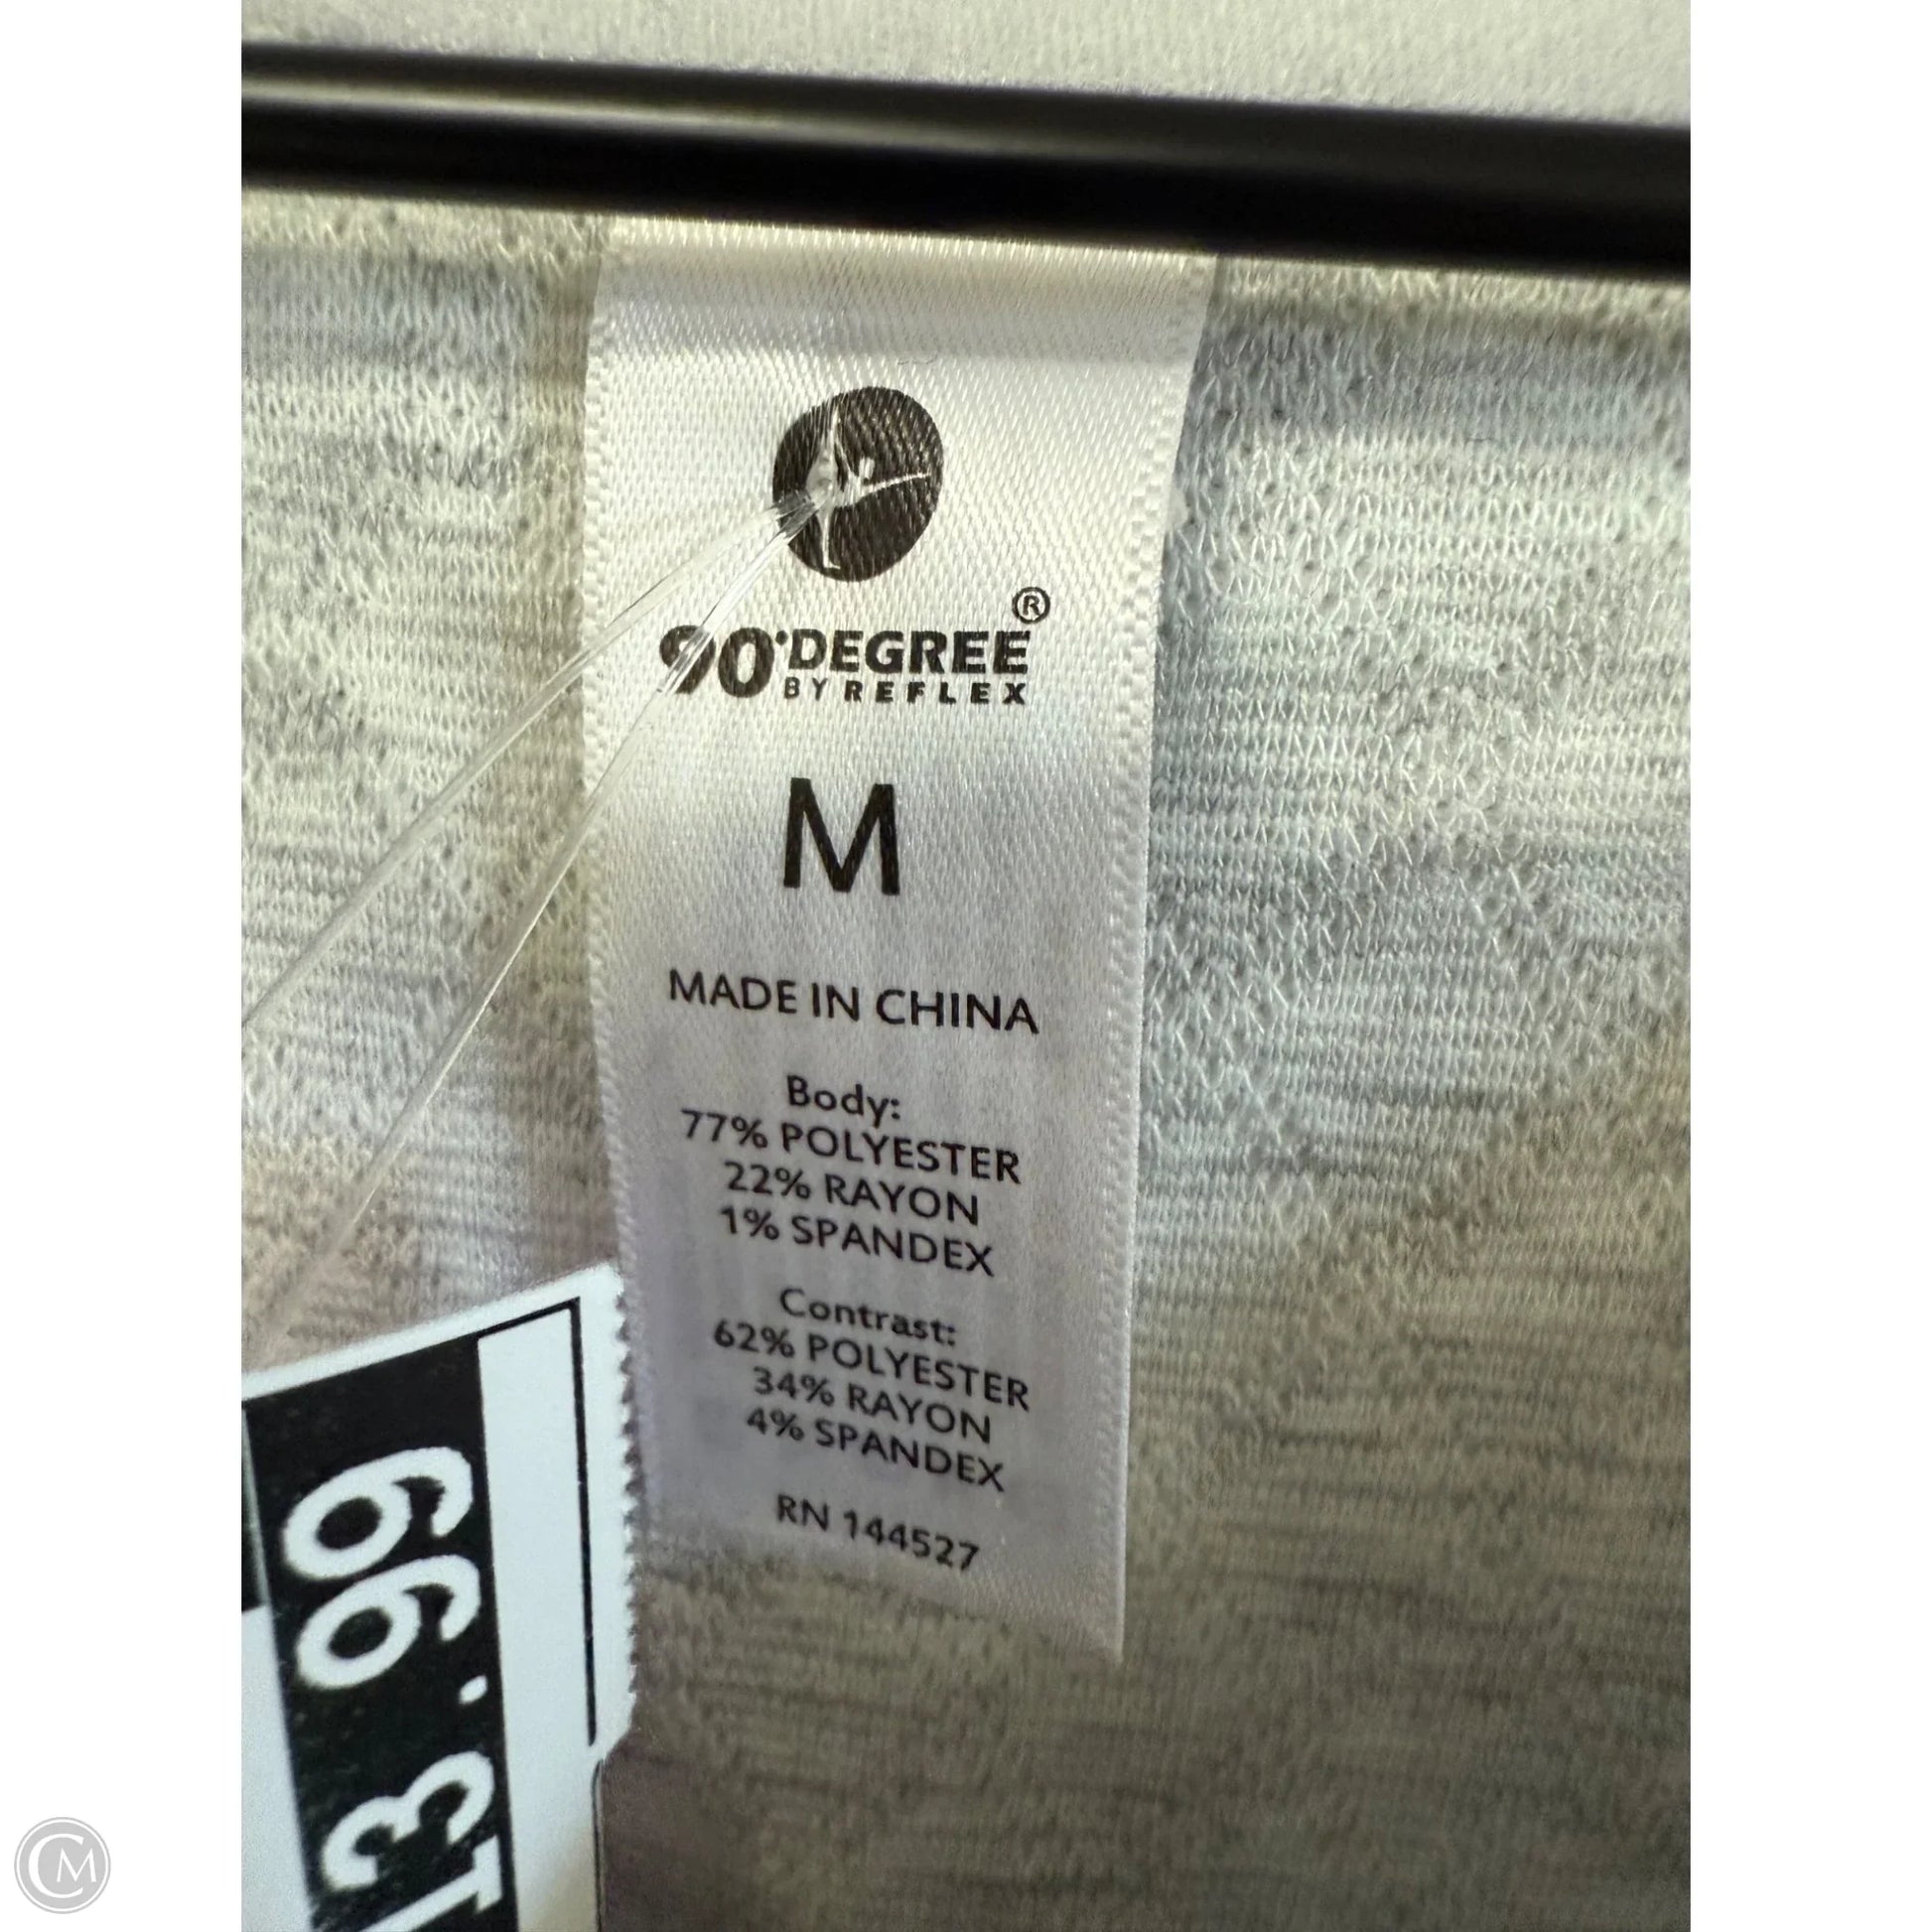 90°DEGREE®
BY REFLEX
M
MADE IN CHINA
Body:
77% POLYESTER
22% RAYON
1% SPANDEX
Contrast:
62% POLYESTER
34% RAYON
4% SPANDEX
RN 144527
13.99
CM